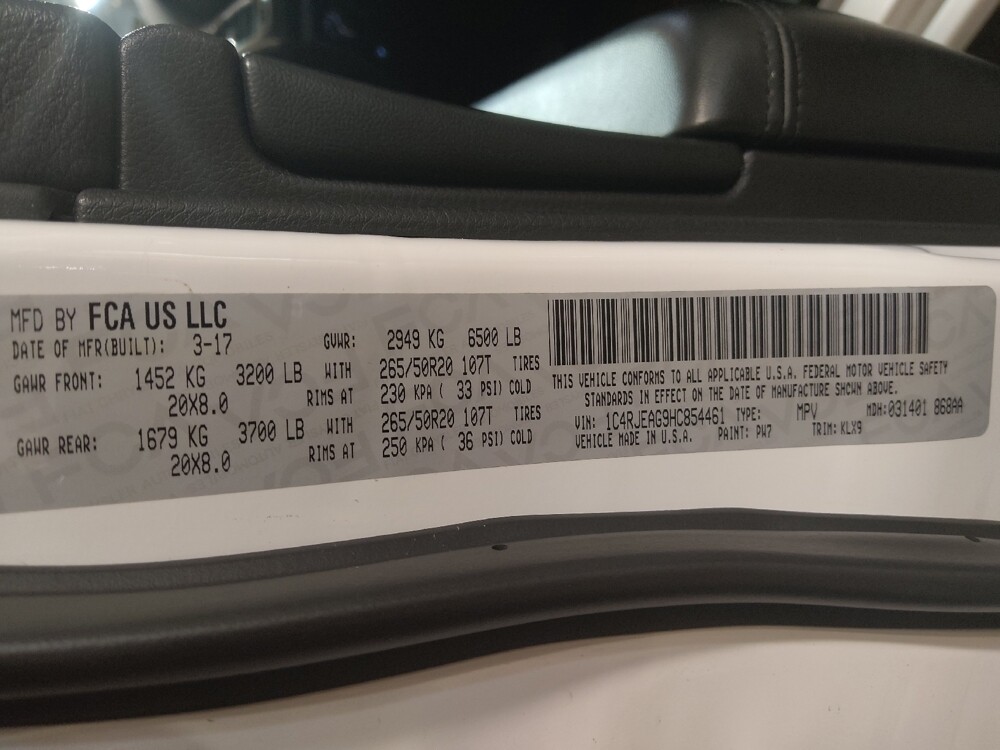 MFD BY FCA US LLC
DATE OF MFR(BUILT): 3-17 GVWR: 2949 KG 6500 LB
GAWR FRONT: 1452 KG 3200 LB WITH 265/50R20 107T TIRES
20X8.0 RIMS AT 230 KPA ( 33 PSI) COLD
GAWR REAR: 1679 KG 3700 LB WITH 265/50R20 107T TIRES
20X8.0 RIMS AT 250 KPA ( 36 PSI) COLD
THIS VEHICLE CONFORMS TO ALL APPLICABLE U.S.A. FEDERAL MOTOR VEHICLE SAFETY
STANDARDS IN EFFECT ON THE DATE OF MANUFACTURE SHOWN ABOVE.
VIN: 1C4RJEAG9HC854461 TYPE: MPV MDH:031401 868AA
VEHICLE MADE IN U.S.A. PAINT: PW7 TRIM: KLX9